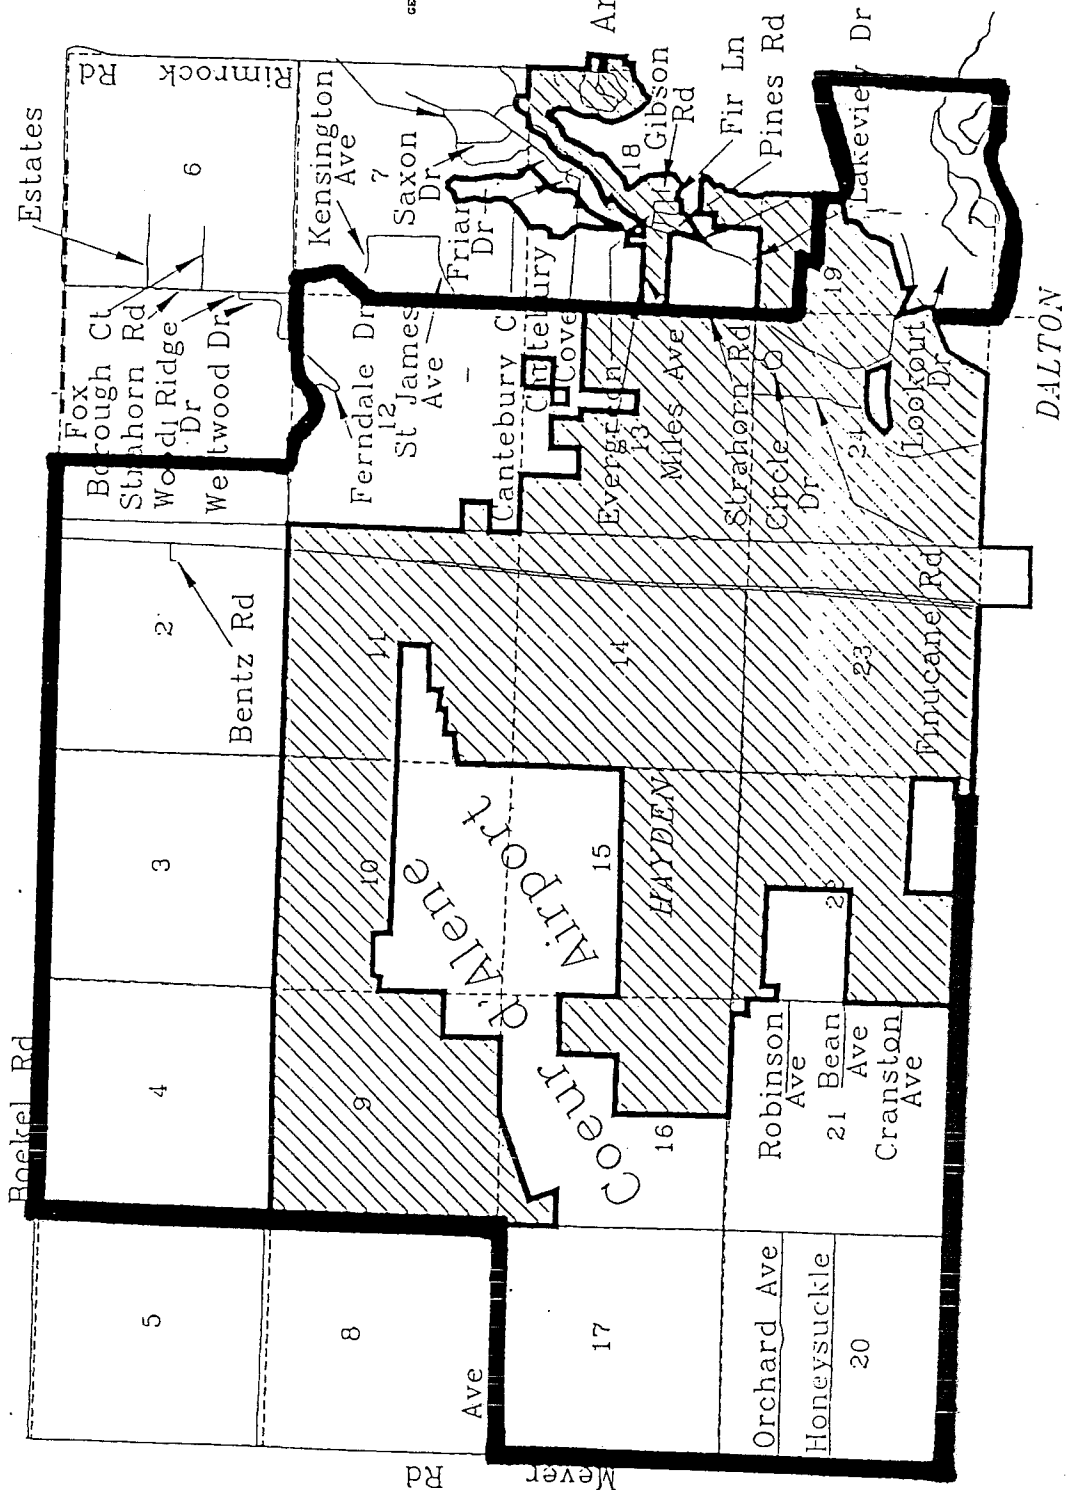 Estates
Rimrock
Rd
6
Fox
Borough Ct
Strahorn Rd
Wood Ridge
Dr
Westwood Dr
Kensington
Ave
7
Saxon
Dr
Friar
Dr
Gibson
Rd
18
Fir Ln
Pines Rd
Lakeview Dr
Ferndale Dr
12
St James
Ave
Cantebury C
Cove
13
Miles Ave
Strahorn Rd
Circle
Dr
19
24
Lookout
Dr
DALTON
Bentz Rd
2
11
14
23
Finucane Rd
3
10
15
HAYDEN
Coeur d'Alene
Airport
Boekel Rd
4
9
16
Robinson
Ave
21
Bean
Ave
Cranston
Ave
5
8
17
20
Orchard Ave
Honeysuckle
Ave
Meyer
Rd